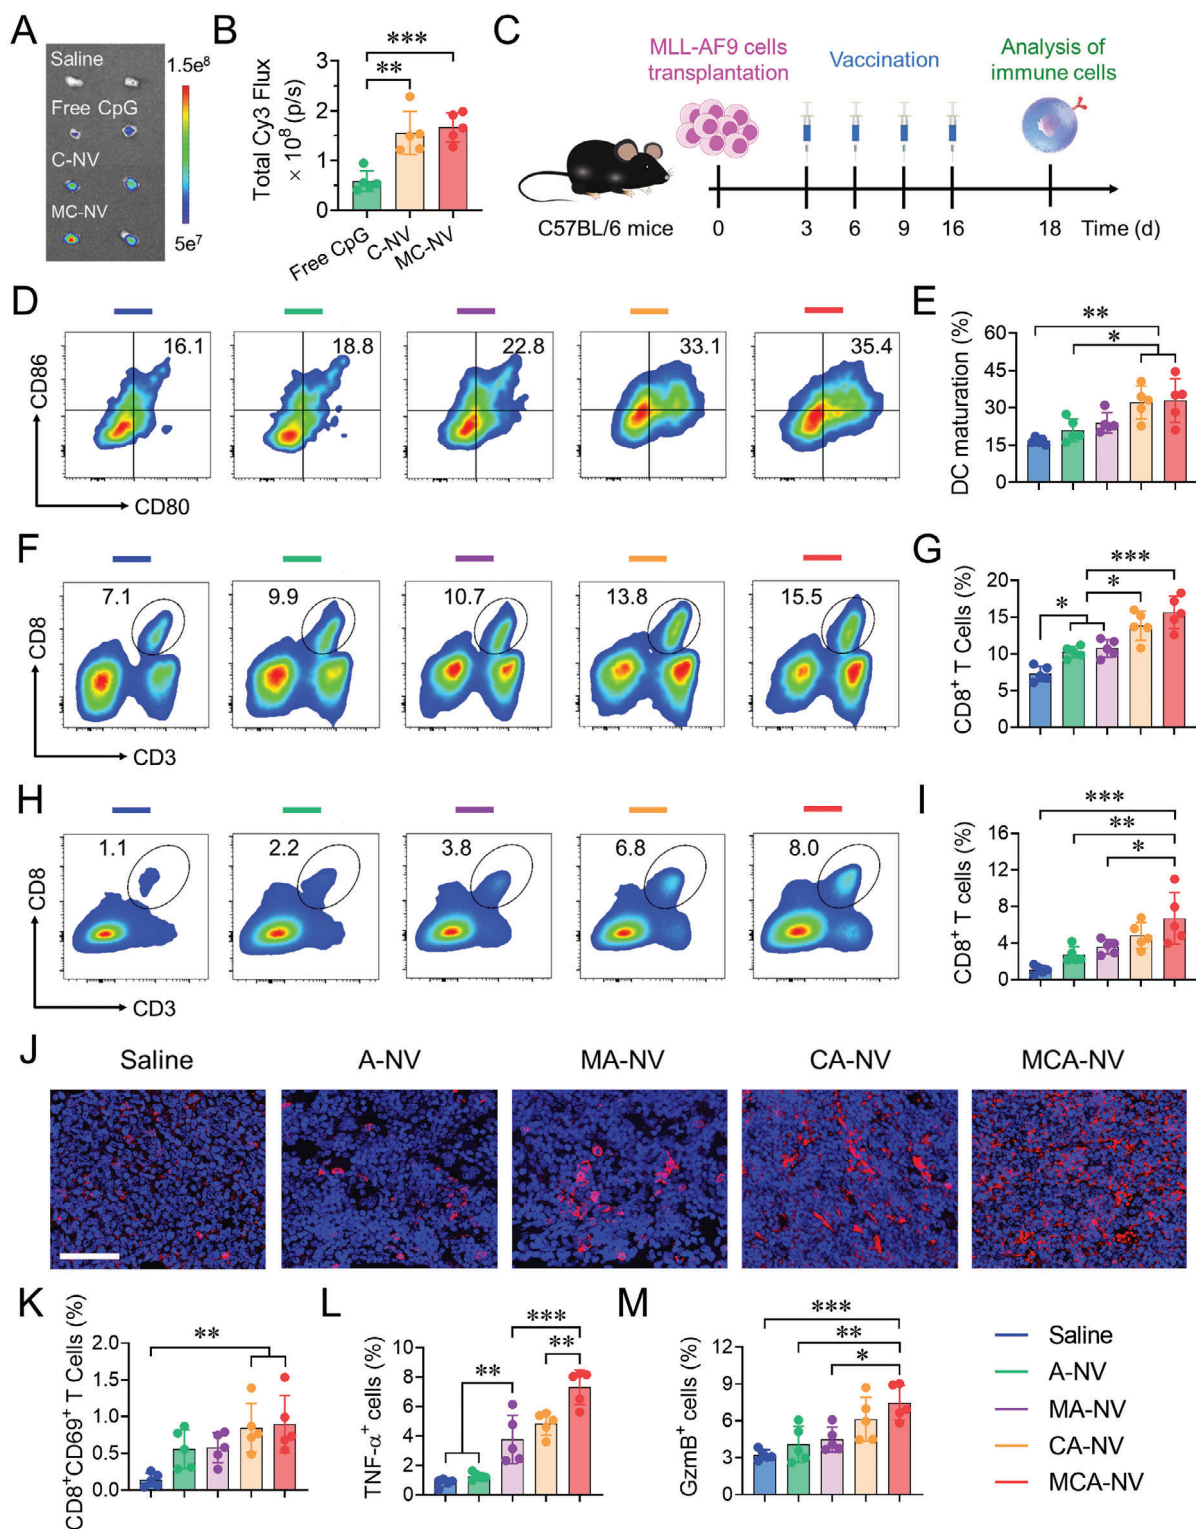 A
Saline
Free CpG
C-NV
MC-NV
1.5e⁸
5e⁷
B
Total Cy3 Flux
× 10⁸ (p/s)
3
2
1
0
**
***
Free CpG
C-NV
MC-NV
C
MLL-AF9 cells
transplantation
Vaccination
Analysis of
immune cells
C57BL/6 mice
0
3
6
9
16
18
Time (d)
D
CD86
CD80
16.1
18.8
22.8
33.1
35.4
E
DC maturation (%)
60
45
30
15
0
**
*
F
CD8
CD3
7.1
9.9
10.7
13.8
15.5
G
CD8⁺ T Cells (%)
20
15
10
5
0
*
*
***
H
CD8
CD3
1.1
2.2
3.8
6.8
8.0
I
CD8⁺ T cells (%)
16
12
8
4
0
***
**
*
J
Saline
A-NV
MA-NV
CA-NV
MCA-NV
K
CD8⁺CD69⁺ T Cells (%)
2.0
1.5
1.0
0.5
0.0
**
L
TNF-α⁺ cells (%)
10
8
6
4
2
0
**
***
**
M
GzmB⁺ cells (%)
12
9
6
3
0
***
**
*
Saline
A-NV
MA-NV
CA-NV
MCA-NV